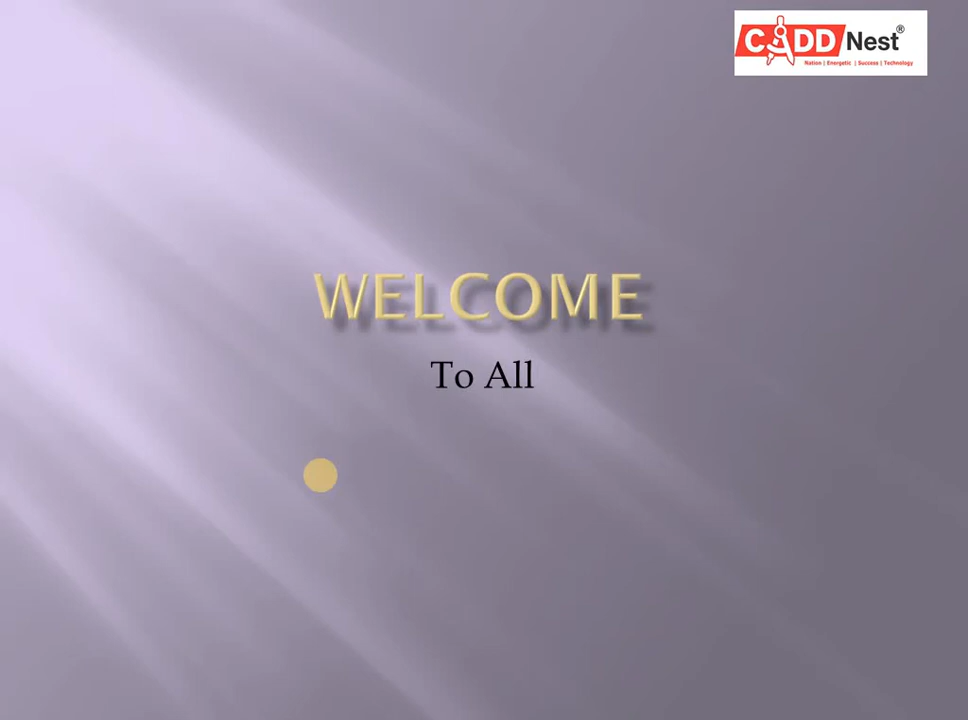 CADD Nest®
Nation | Energetic | Success | Technology
WELCOME
To All